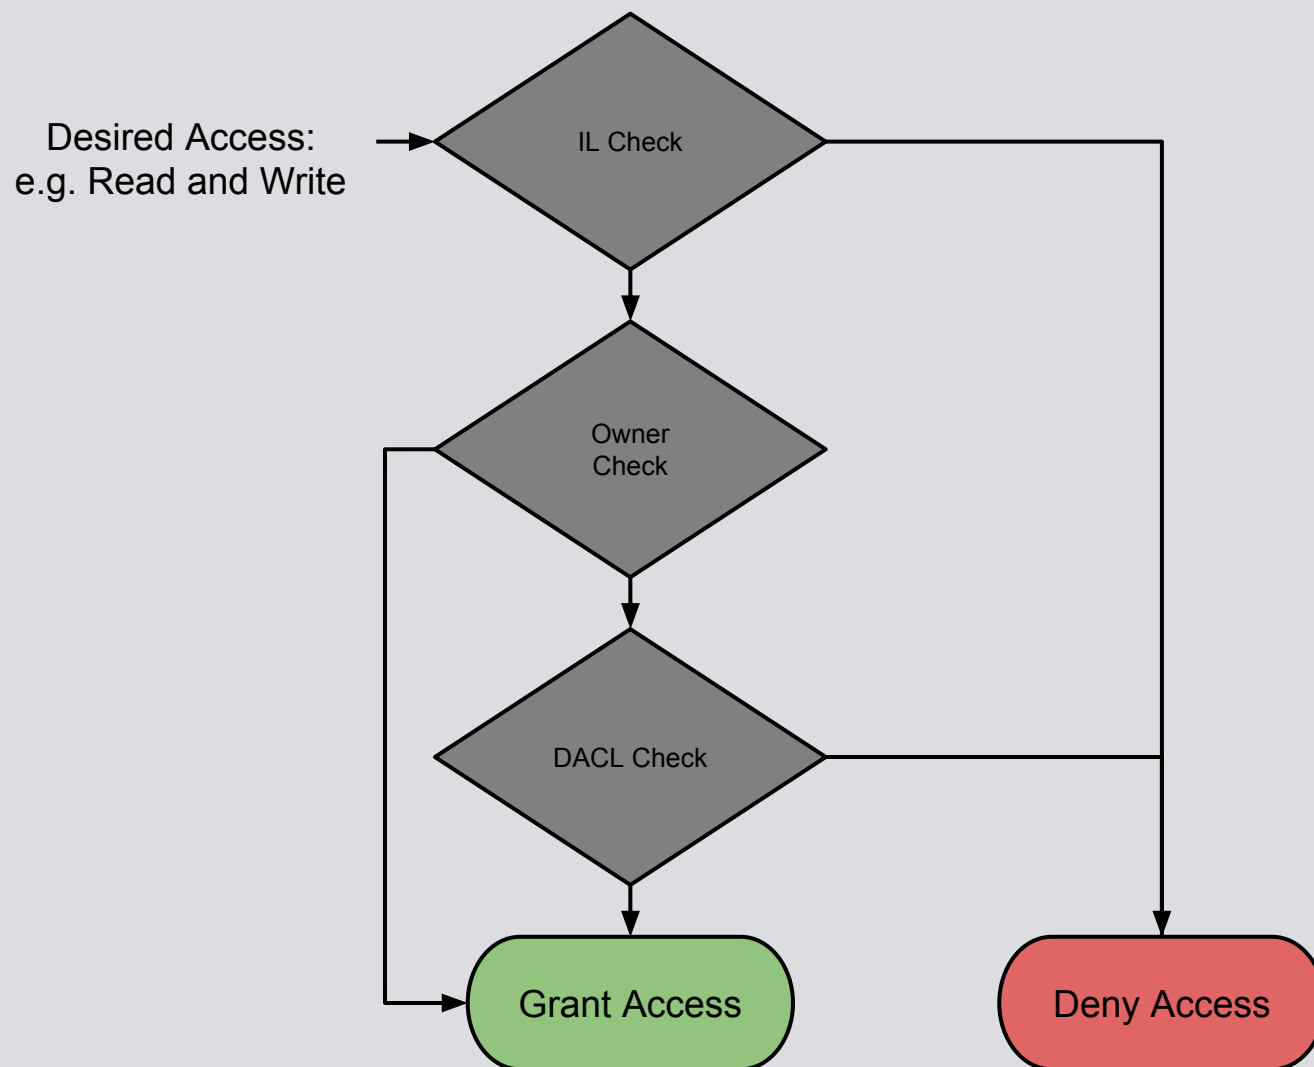 Desired Access:
e.g. Read and Write
IL Check
Owner
Check
DACL Check
Grant Access
Deny Access